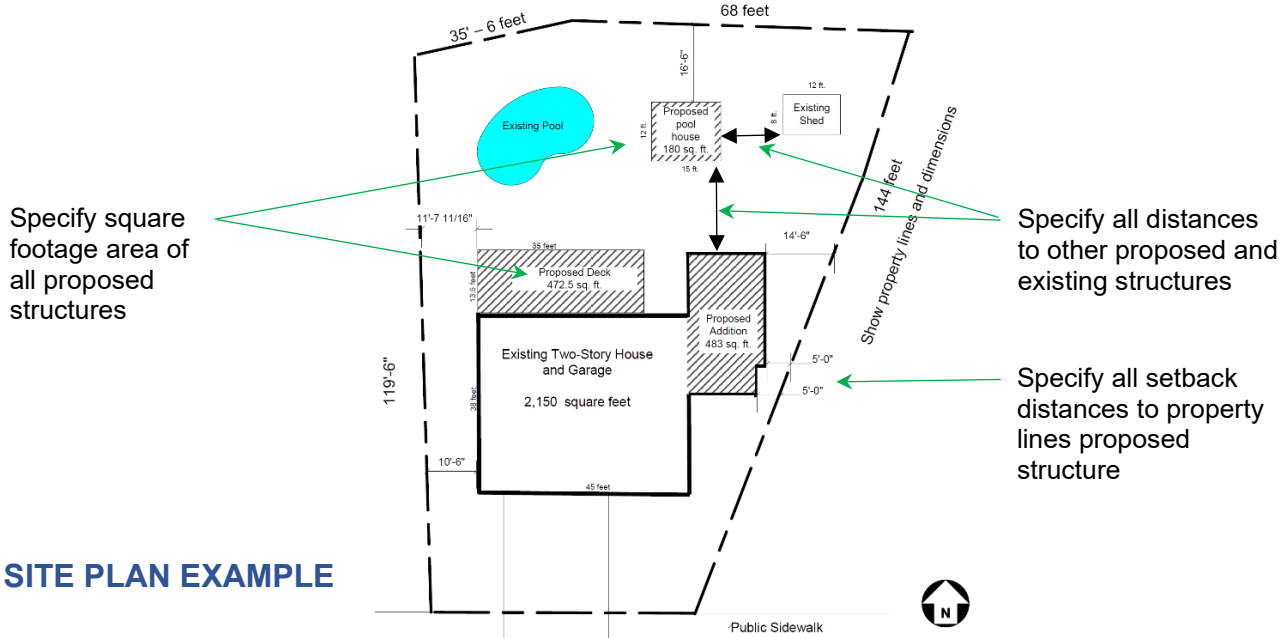 68 feet
35' – 6 feet
16'-6"
12 ft.
8 ft.
Existing
Shed
Existing Pool
12 ft.
Proposed
pool
house
180 sq. ft.
15 ft.
144 feet
Show property lines and dimensions
Specify square
footage area of
all proposed
structures
Specify all distances
to other proposed and
existing structures
11'-7 11/16"
14'-6"
35 feet
13.5 feet
Proposed Deck
472.5 sq. ft.
Proposed
Addition
483 sq. ft.
Existing Two-Story House
and Garage
2,150 square feet
5'-0"
5'-0"
Specify all setback
distances to property
lines proposed
structure
119'-6"
38 feet
10'-6"
45 feet
SITE PLAN EXAMPLE
N
Public Sidewalk